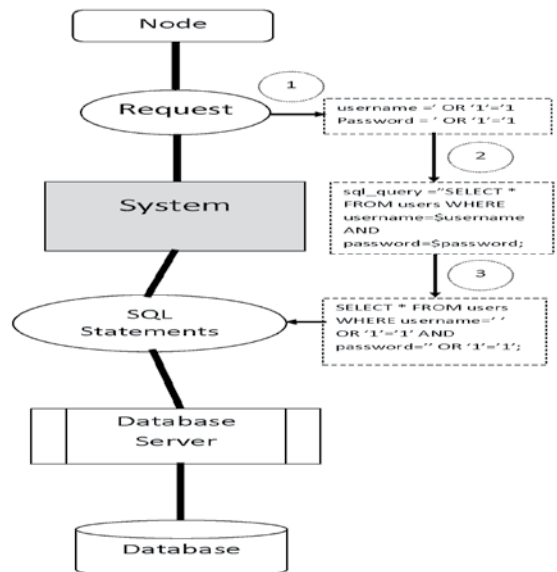 Node
Request
1
username =' OR '1'='1
Password = ' OR '1'='1
2
System
sql_query ="SELECT *
FROM users WHERE
username=$username
AND
password=$password;
3
SQL
Statements
SELECT * FROM users
WHERE username=' '
OR '1'='1' AND
password='' OR '1'='1';
Database
Server
Database